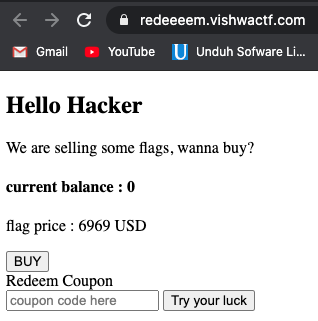 redeeeem.vishwactf.com
Gmail YouTube Unduh Sofware Li...
Hello Hacker
We are selling some flags, wanna buy?
current balance : 0
flag price : 6969 USD
BUY
Redeem Coupon
coupon code here Try your luck